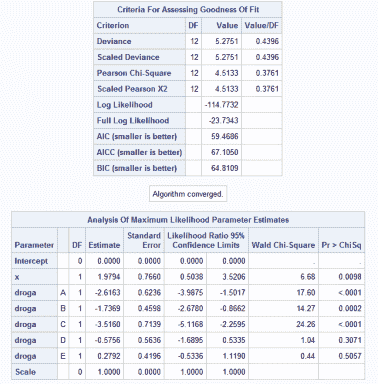 Criteria For Assessing Goodness Of Fit
Criterion DF Value Value/DF
Deviance 12 5.2751 0.4396
Scaled Deviance 12 5.2751 0.4396
Pearson Chi-Square 12 4.5133 0.3761
Scaled Pearson X2 12 4.5133 0.3761
Log Likelihood -114.7732
Full Log Likelihood -23.7343
AIC (smaller is better) 59.4686
AICC (smaller is better) 67.1050
BIC (smaller is better) 64.8109
Algorithm converged.
Analysis Of Maximum Likelihood Parameter Estimates
Parameter DF Estimate Standard Error Likelihood Ratio 95% Confidence Limits Wald Chi-Square Pr > ChiSq
Intercept 0 0.0000 0.0000 0.0000 0.0000 . .
x 1 1.9794 0.7660 0.5038 3.5206 6.68 0.0098
droga A 1 -2.6163 0.6236 -3.9875 -1.5017 17.60 <.0001
droga B 1 -1.7369 0.4598 -2.6780 -0.8662 14.27 0.0002
droga C 1 -3.5160 0.7139 -5.1168 -2.2595 24.26 <.0001
droga D 1 -0.5756 0.5636 -1.6895 0.5335 1.04 0.3071
droga E 1 0.2792 0.4196 -0.5336 1.1190 0.44 0.5057
Scale 0 1.0000 0.0000 1.0000 1.0000